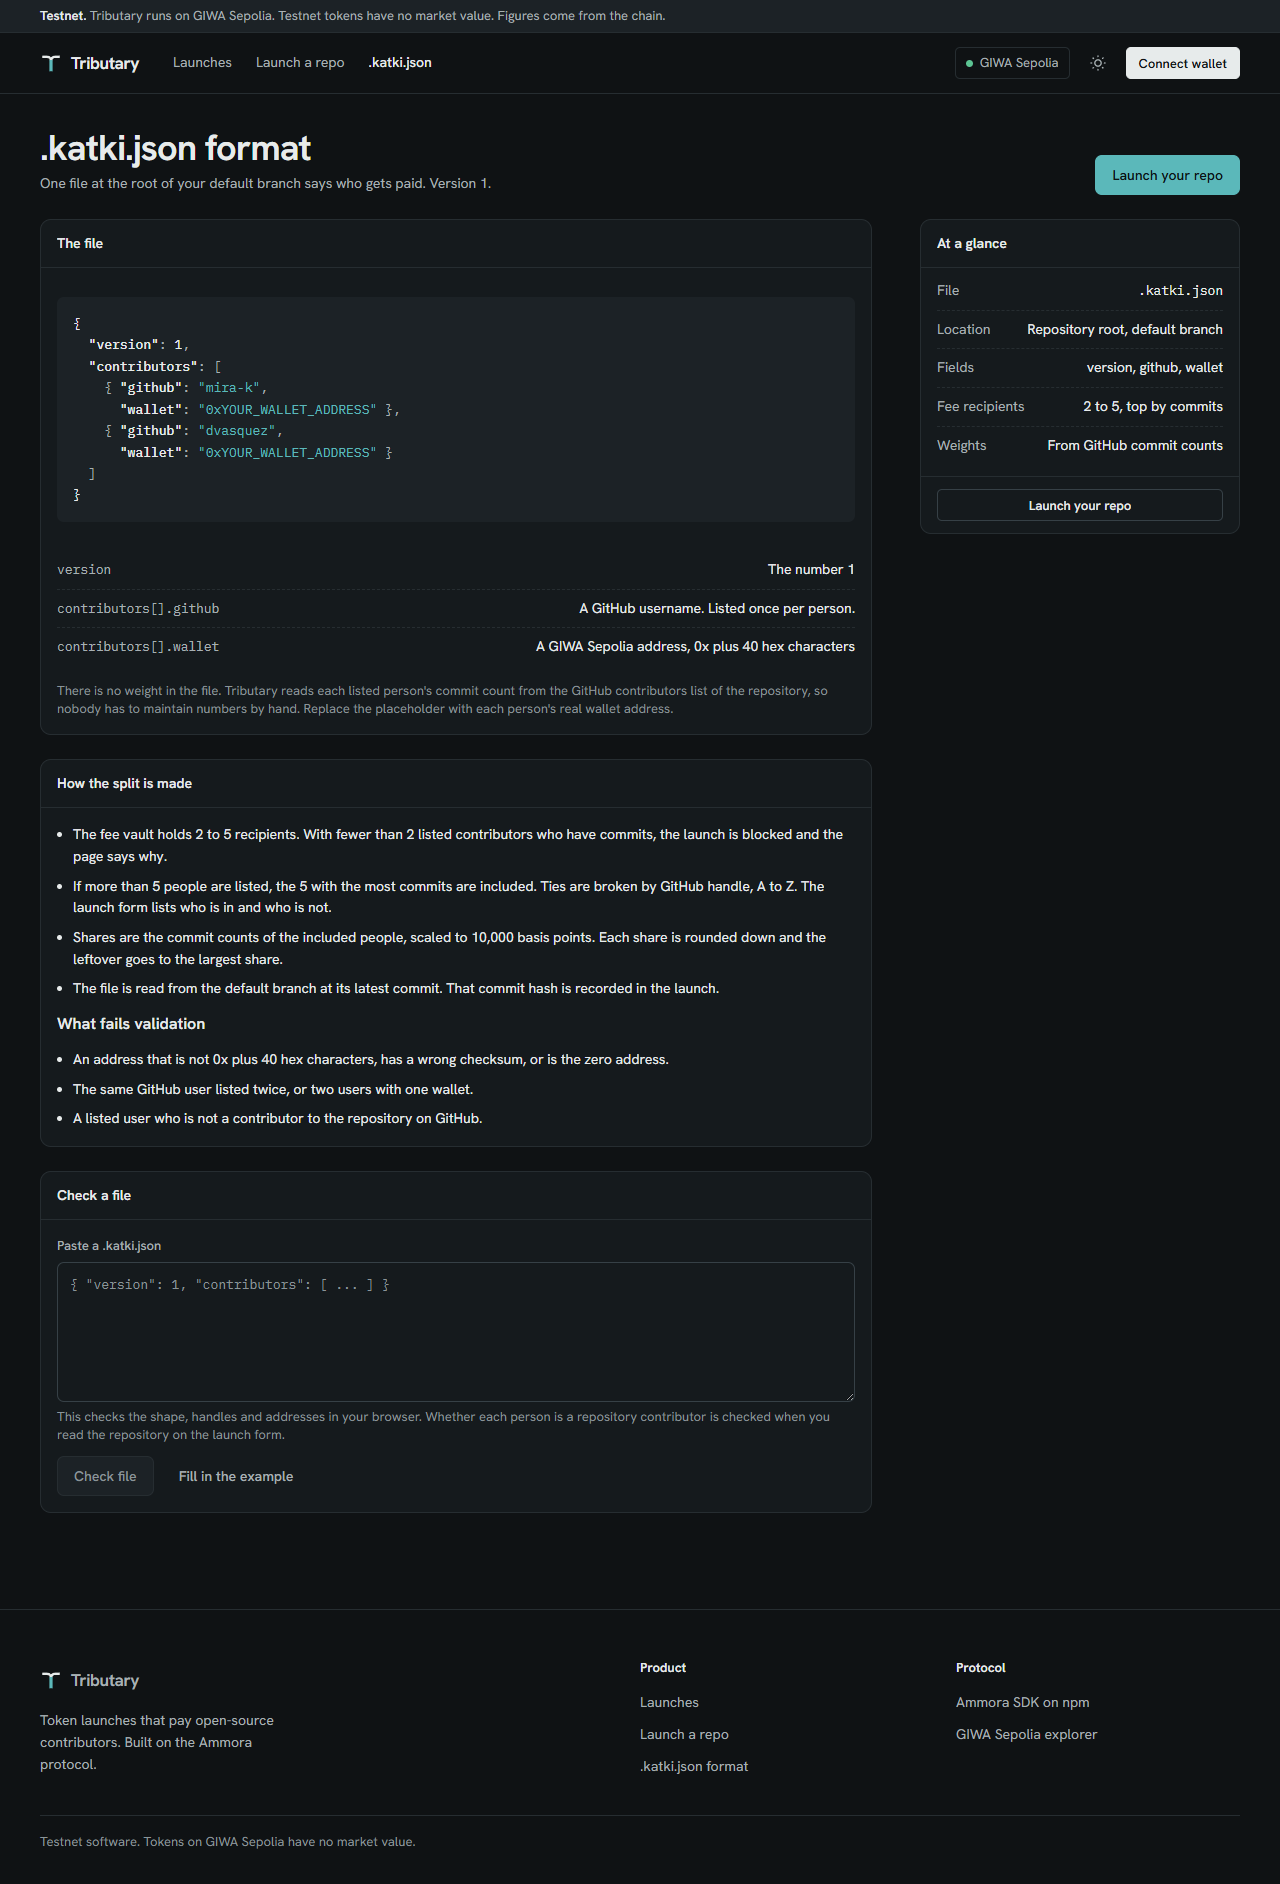 Testnet. Tributary runs on GIWA Sepolia. Testnet tokens have no market value. Figures come from the chain.
Tributary
Launches
Launch a repo
.katki.json
GIWA Sepolia
Connect wallet
.katki.json format
One file at the root of your default branch says who gets paid. Version 1.
Launch your repo
The file
{
"version": 1,
"contributors": [
{ "github": "mira-k",
"wallet": "0xYOUR_WALLET_ADDRESS" },
{ "github": "dvasquez",
"wallet": "0xYOUR_WALLET_ADDRESS" }
]
}
version
The number 1
contributors[].github
A GitHub username. Listed once per person.
contributors[].wallet
A GIWA Sepolia address, 0x plus 40 hex characters
There is no weight in the file. Tributary reads each listed person's commit count from the GitHub contributors list of the repository, so
nobody has to maintain numbers by hand. Replace the placeholder with each person's real wallet address.
At a glance
File
.katki.json
Location
Repository root, default branch
Fields
version, github, wallet
Fee recipients
2 to 5, top by commits
Weights
From GitHub commit counts
Launch your repo
How the split is made
• The fee vault holds 2 to 5 recipients. With fewer than 2 listed contributors who have commits, the launch is blocked and the
page says why.
• If more than 5 people are listed, the 5 with the most commits are included. Ties are broken by GitHub handle, A to Z. The
launch form lists who is in and who is not.
• Shares are the commit counts of the included people, scaled to 10,000 basis points. Each share is rounded down and the
leftover goes to the largest share.
• The file is read from the default branch at its latest commit. That commit hash is recorded in the launch.
What fails validation
• An address that is not 0x plus 40 hex characters, has a wrong checksum, or is the zero address.
• The same GitHub user listed twice, or two users with one wallet.
• A listed user who is not a contributor to the repository on GitHub.
Check a file
Paste a .katki.json
{ "version": 1, "contributors": [ ... ] }
This checks the shape, handles and addresses in your browser. Whether each person is a repository contributor is checked when you
read the repository on the launch form.
Check file
Fill in the example
Tributary
Token launches that pay open-source
contributors. Built on the Ammora
protocol.
Product
Launches
Launch a repo
.katki.json format
Protocol
Ammora SDK on npm
GIWA Sepolia explorer
Testnet software. Tokens on GIWA Sepolia have no market value.